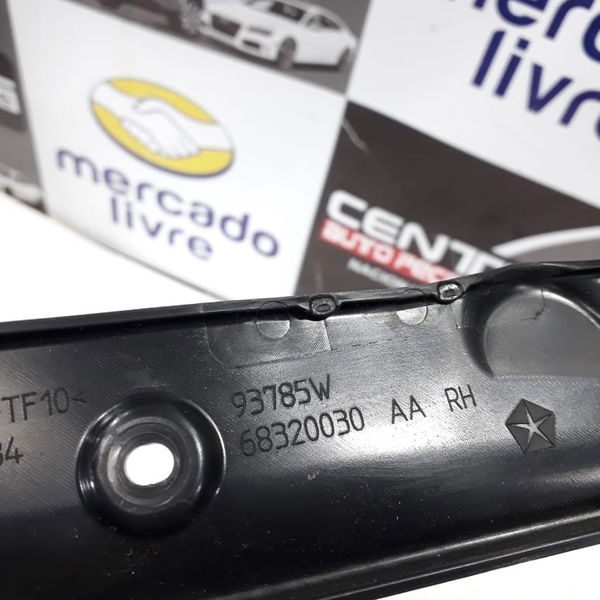 mercado
livre
mercado
livre
CENT
AUTO PEÇ
TF10<
93785W
68320030 AA RH